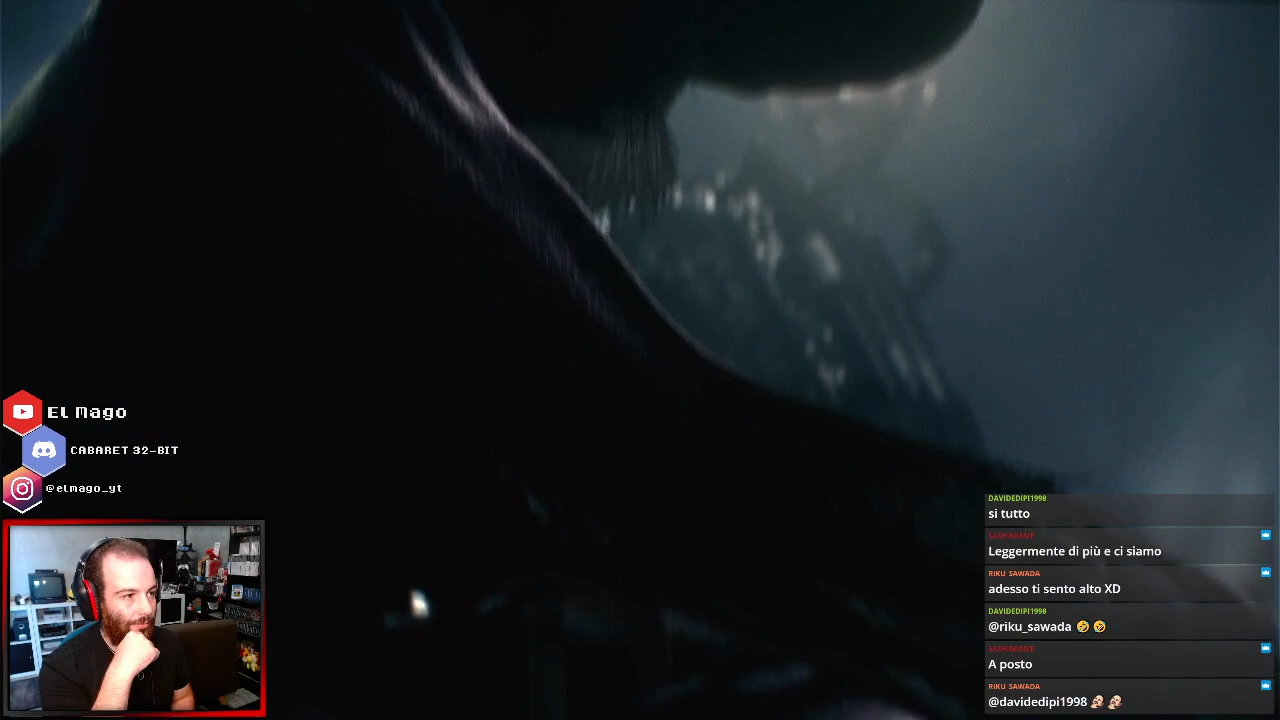 El Mago
CABARET 32-BIT
@elmago_yt
DAVIDEDIPI1998
si tutto
SASHIMIAME
Leggermente di più e ci siamo
RIKU SAWADA
adesso ti sento alto XD
DAVIDEDIPI1998
@riku_sawada 🤣 🤣
SASHIMIAME
A posto
RIKU SAWADA
@davidedipi1998